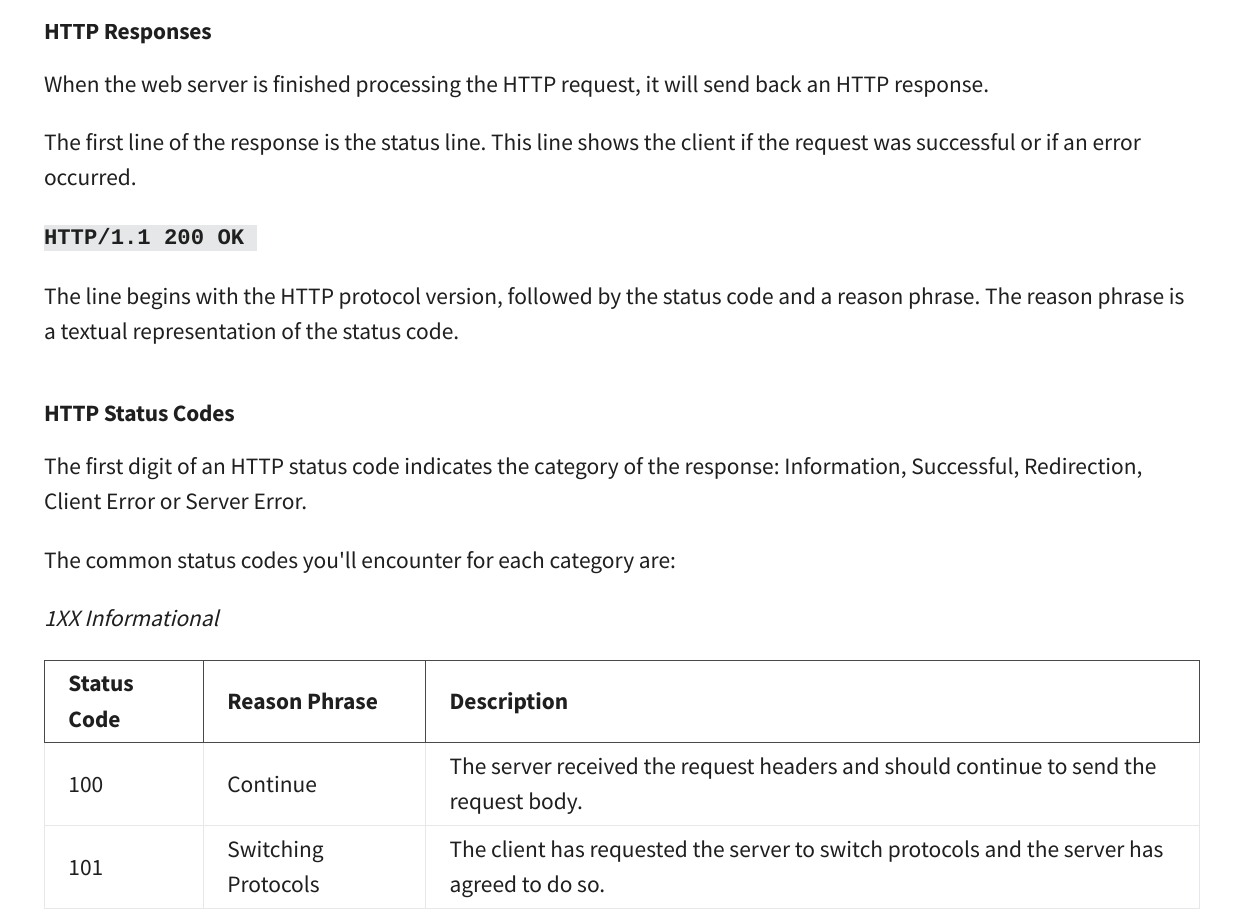 HTTP Responses
When the web server is finished processing the HTTP request, it will send back an HTTP response.
The first line of the response is the status line. This line shows the client if the request was successful or if an error
occurred.
HTTP/1.1 200 OK
The line begins with the HTTP protocol version, followed by the status code and a reason phrase. The reason phrase is
a textual representation of the status code.
HTTP Status Codes
The first digit of an HTTP status code indicates the category of the response: Information, Successful, Redirection,
Client Error or Server Error.
The common status codes you'll encounter for each category are:
1XX Informational
Status
Code
Reason Phrase
Description
100
Continue
The server received the request headers and should continue to send the
request body.
101
Switching
Protocols
The client has requested the server to switch protocols and the server has
agreed to do so.